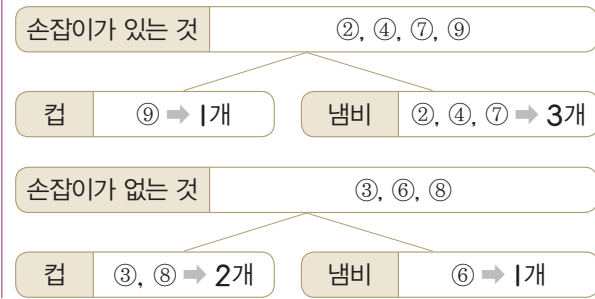 손잡이가 있는 것 ②, ④, ⑦, ⑨
컵 ⑨ ➡ 1개 냄비 ②, ④, ⑦ ➡ 3개
손잡이가 없는 것 ③, ⑥, ⑧
컵 ③, ⑧ ➡ 2개 냄비 ⑥ ➡ 1개